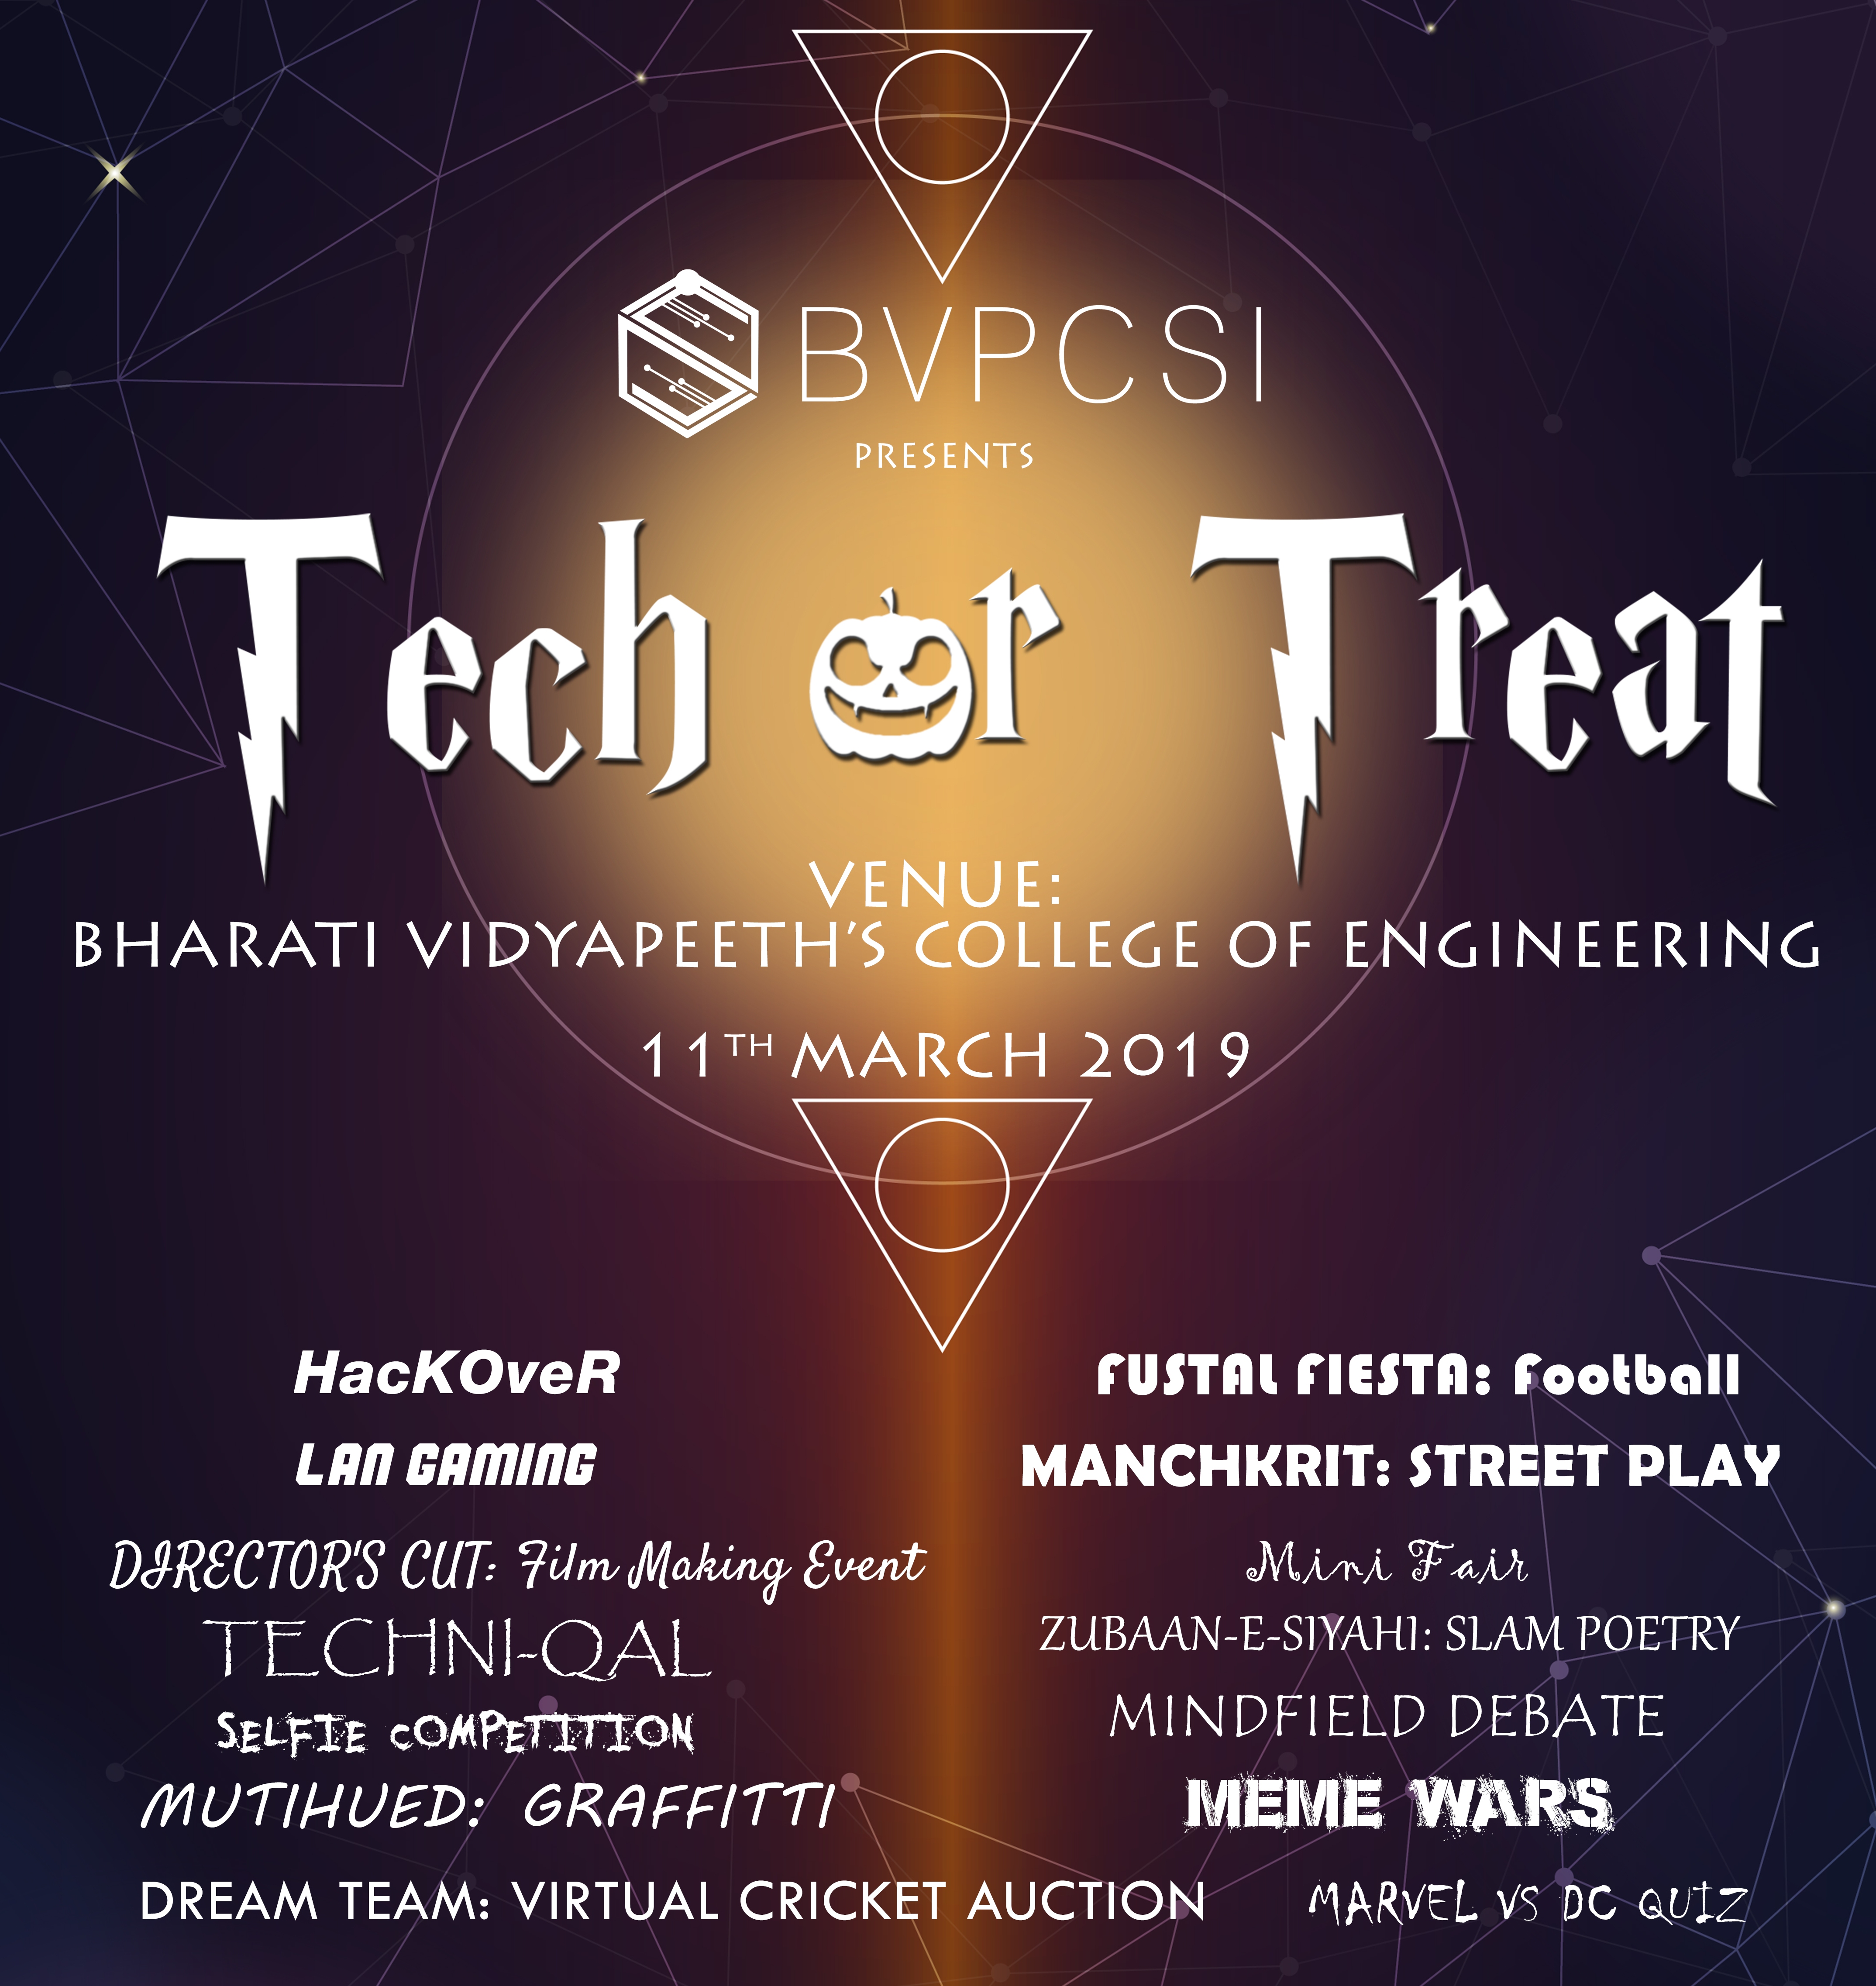 BVPCSI
PRESENTS
Tech or Treat
VENUE:
BHARATI VIDYAPEETH'S COLLEGE OF ENGINEERING
11TH MARCH 2019
HacKOveR
LAN GAMING
DIRECTOR'S CUT: Film Making Event
TECHNI-QAL
SELFIE COMPETITION
MUTIHUED: GRAFFITTI
DREAM TEAM: VIRTUAL CRICKET AUCTION
FUSTAL FIESTA: Football
MANCHKRIT: STREET PLAY
Mini Fair
ZUBAAN-E-SIYAHI: SLAM POETRY
MINDFIELD DEBATE
MEME WARS
MARVEL VS DC QUIZ